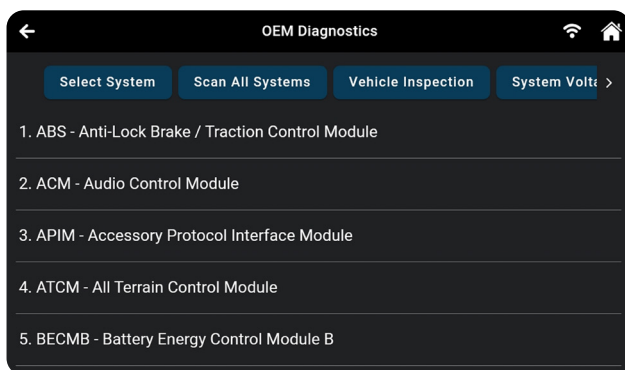 OEM Diagnostics
Select System Scan All Systems Vehicle Inspection System
1. ABS - Anti-Lock Brake / Traction Control Module
2. ACM - Audio Control Module
3. APIM - Accessory Protocol Interface Module
4. ATCM - All Terrain Control Module
5. BECMB - Battery Energy Control Module B